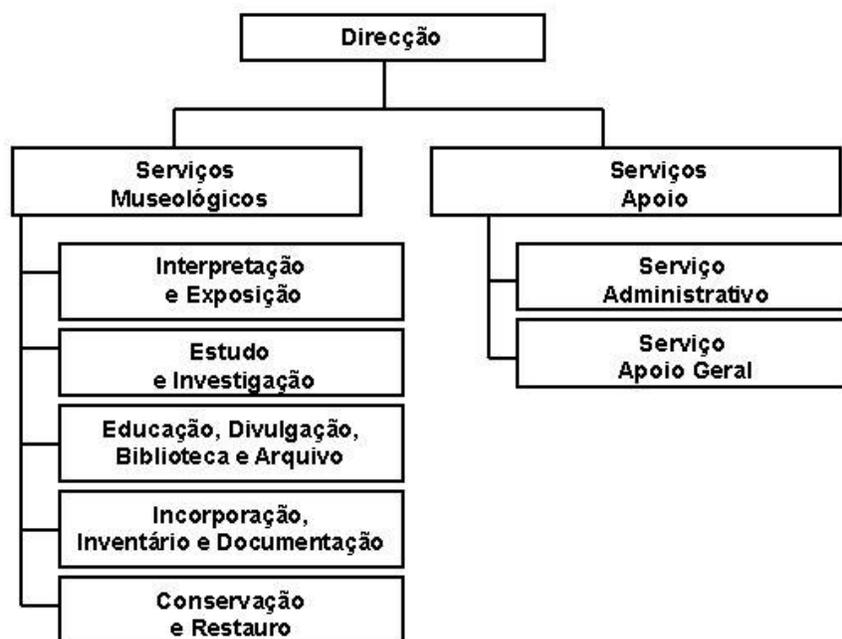 Direcção
Serviços
Museológicos
Interpretação
e Exposição
Estudo
e Investigação
Educação, Divulgação,
Biblioteca e Arquivo
Incorporação,
Inventário e Documentação
Conservação
e Restauro
Serviços
Apoio
Serviço
Administrativo
Serviço
Apoio Geral